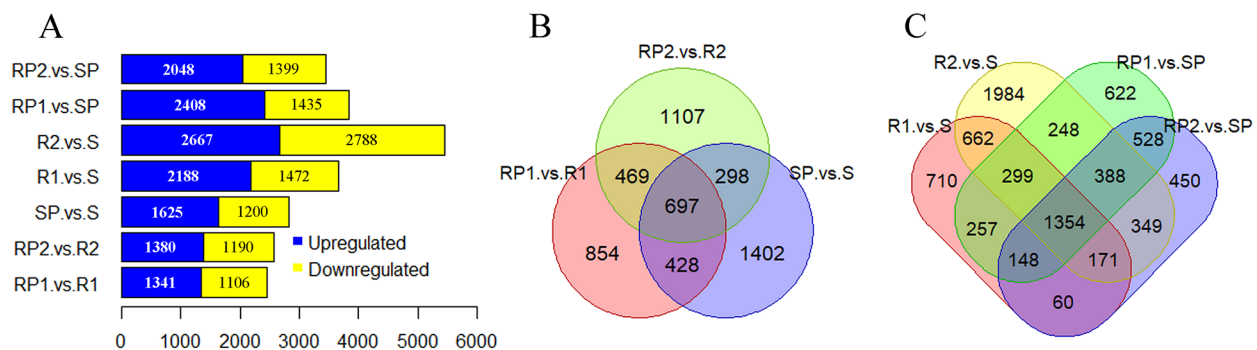 A
RP2.vs.SP 2048 1399
RP1.vs.SP 2408 1435
R2.vs.S 2667 2788
R1.vs.S 2188 1472
SP.vs.S 1625 1200
RP2.vs.R2 1380 1190
RP1.vs.R1 1341 1106
Upregulated
Downregulated
0 1000 2000 3000 4000 5000 6000
B
RP2.vs.R2
1107
RP1.vs.R1 469 298 SP.vs.S
697
854 428 1402
C
R2.vs.S RP1.vs.SP
1984 622
R1.vs.S 662 248 528 RP2.vs.SP
710 299 388 450
257 1354 349
148 171
60